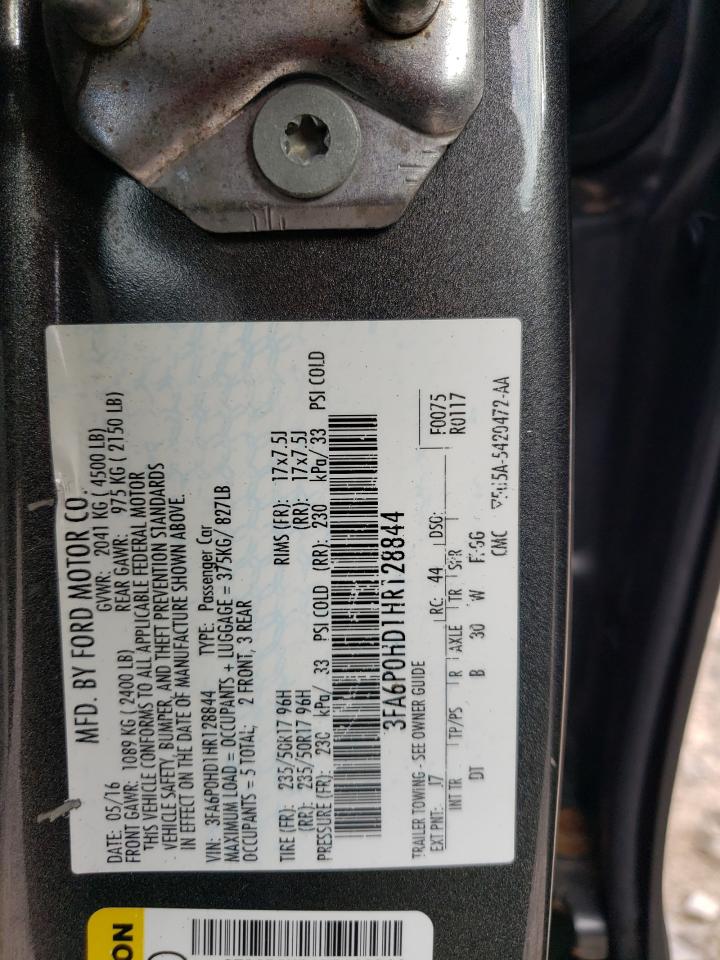 MFD. BY FORD MOTOR CO.
DATE: 05/16 GVWR: 2041 KG ( 4500 LB)
FRONT GAWR: 1089 KG ( 2400 LB) REAR GAWR: 975 KG ( 2150 LB)
THIS VEHICLE CONFORMS TO ALL APPLICABLE FEDERAL MOTOR
VEHICLE SAFETY, BUMPER, AND THEFT PREVENTION STANDARDS
IN EFFECT ON THE DATE OF MANUFACTURE SHOWN ABOVE.
VIN: 3FA6P0HD1HR128844 TYPE: Passenger Car
MAXIMUM LOAD = OCCUPANTS + LUGGAGE = 375KG/ 827LB
OCCUPANTS = 5 TOTAL: 2 FRONT, 3 REAR
TIRE (FR): 235/50R17 96H RIMS (FR): 17x7.5J
(RR): 235/50R17 96H (RR): 17x7.5J
PRESSURE (FR): 230 kPa/ 33 PSI COLD (RR): 230 kPa/ 33 PSI COLD
3FA6P0HD1HR128844
TRAILER TOWING - SEE OWNER GUIDE F0075
EXT PNT: J7 RC: 44 DSO: R0117
INT TR TP/PS R AXLE TR SPR
DT B 30 W
CMC 5420472-AA
ON